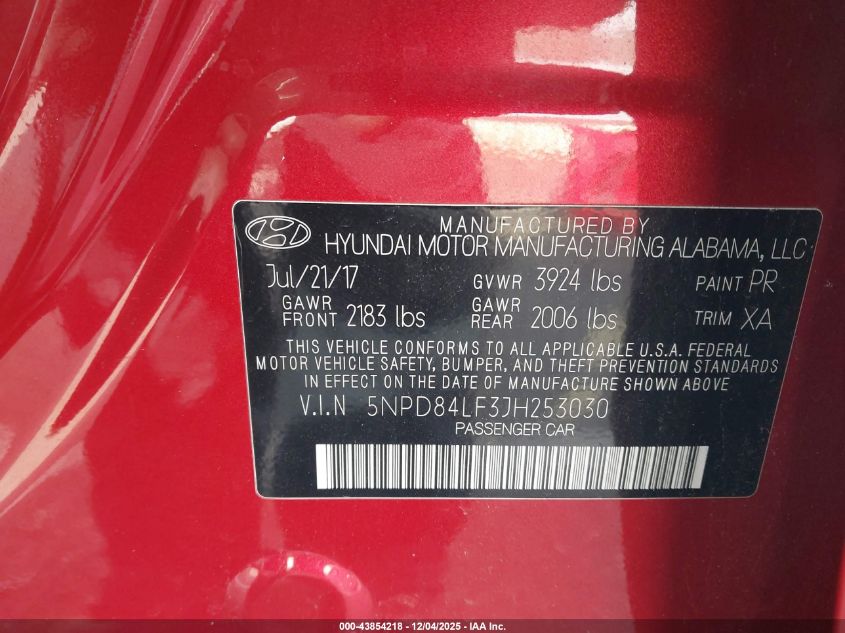 MANUFACTURED BY
HYUNDAI MOTOR MANUFACTURING ALABAMA, LLC
Jul/21/17 GVWR 3924 lbs PAINT PR
GAWR FRONT 2183 lbs GAWR REAR 2006 lbs TRIM XA
THIS VEHICLE CONFORMS TO ALL APPLICABLE U.S.A. FEDERAL
MOTOR VEHICLE SAFETY, BUMPER, AND THEFT PREVENTION STANDARDS
IN EFFECT ON THE DATE OF MANUFACTURE SHOWN ABOVE
V.I.N 5NPD84LF3JH253030
PASSENGER CAR
000-43854218 - 12/04/2025 - IAA Inc.